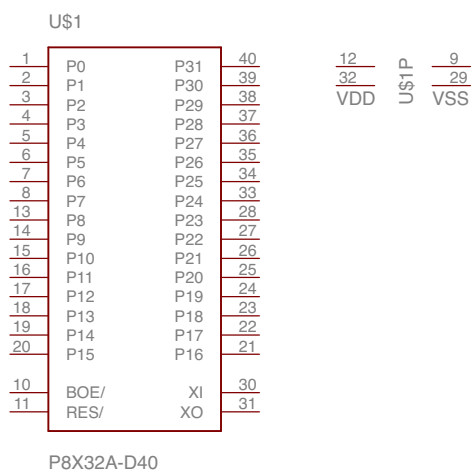 U$1
1 P0 P31 40 12 U$1P 9
2 P1 P30 39 32 29
3 P2 P29 38 VDD VSS
4 P3 P28 37
5 P4 P27 36
6 P5 P26 35
7 P6 P25 34
8 P7 P24 33
13 P8 P23 28
14 P9 P22 27
15 P10 P21 26
16 P11 P20 25
17 P12 P19 24
18 P13 P18 23
19 P14 P17 22
20 P15 P16 21
10 BOE/ XI 30
11 RES/ XO 31
P8X32A-D40